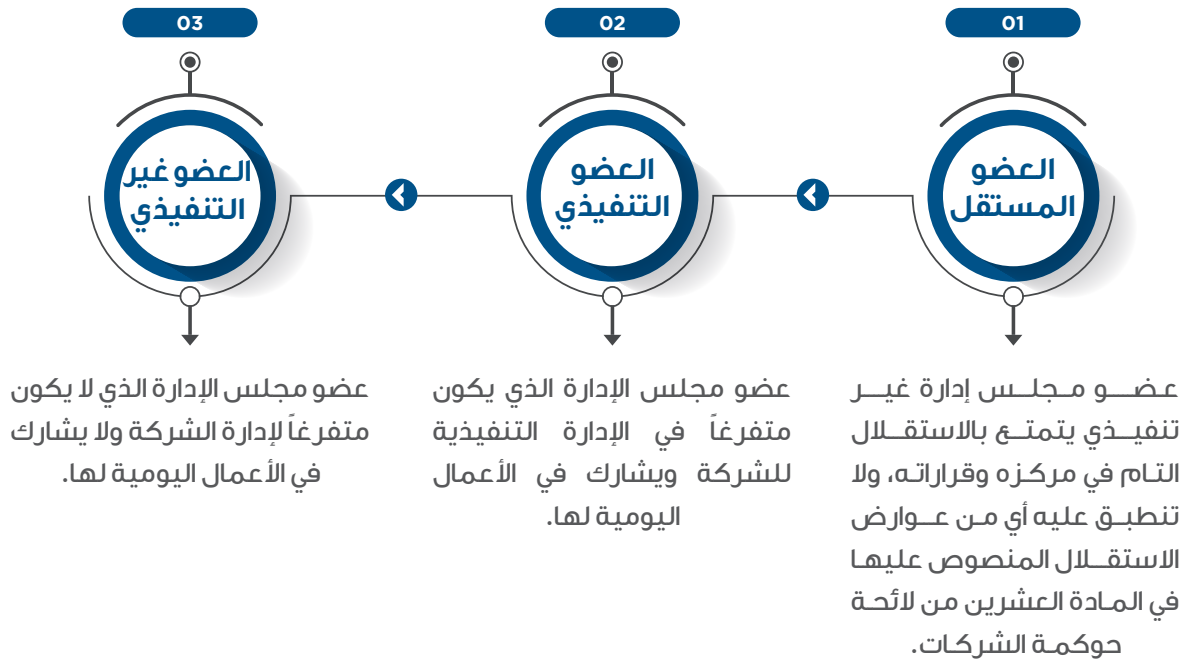 01
العضو
المستقل
عضو مجلس إدارة غير
تنفيذي يتمتع بالاستقلال
التام في مركزه وقراراته، ولا
تنطبق عليه أي من عوارض
الاستقلال المنصوص عليها
في المادة العشرين من لائحة
حوكمة الشركات.
02
العضو
التنفيذي
عضو مجلس الإدارة الذي يكون
متفرغاً في الإدارة التنفيذية
للشركة ويشارك في الأعمال
اليومية لها.
03
العضو غير
التنفيذي
عضو مجلس الإدارة الذي لا يكون
متفرغاً لإدارة الشركة ولا يشارك
في الأعمال اليومية لها.